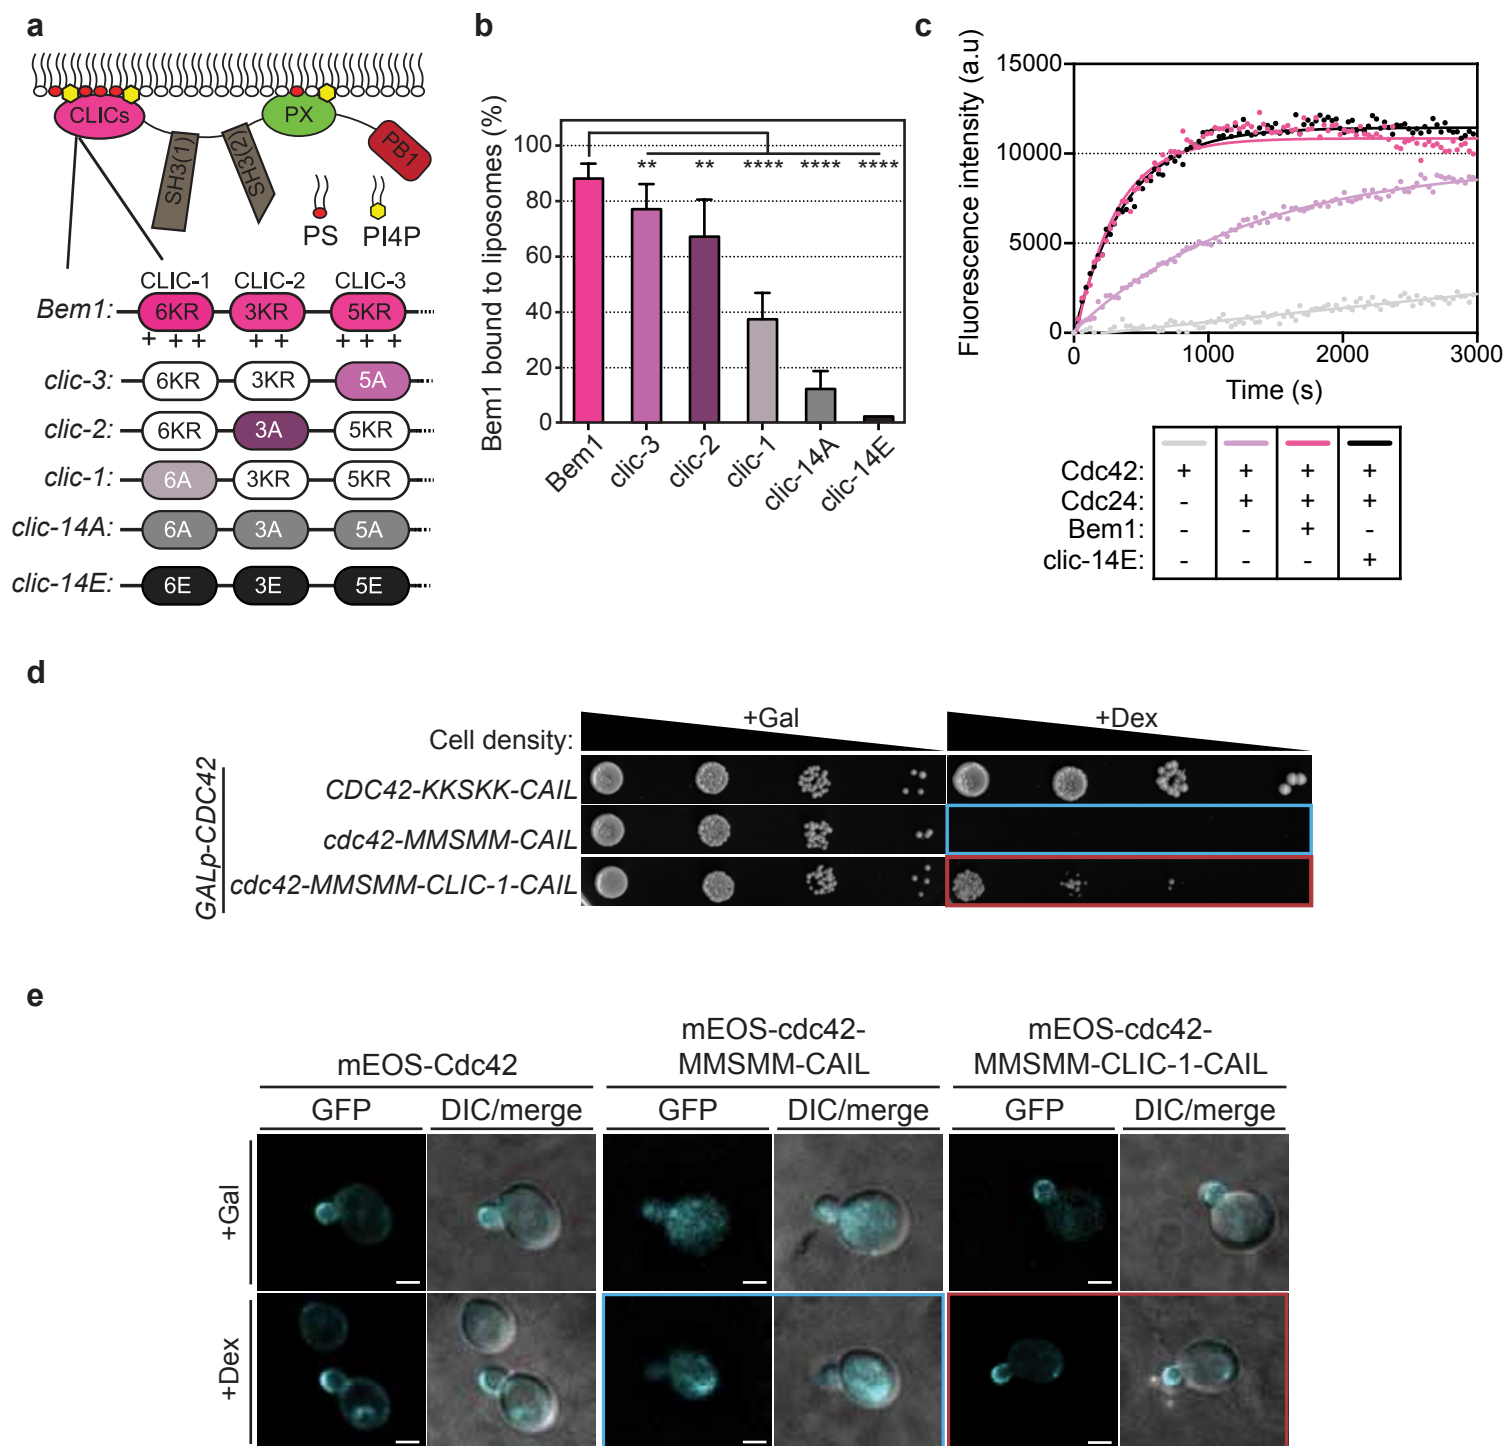 a
CLICs
PX
SH3(1)
SH3(2)
PB1
PS
PI4P
CLIC-1 CLIC-2 CLIC-3
Bem1: 6KR 3KR 5KR
+ + + + + + + +
clic-3: 6KR 3KR 5A
clic-2: 6KR 3A 5KR
clic-1: 6A 3KR 5KR
clic-14A: 6A 3A 5A
clic-14E: 6E 3E 5E
b
Bem1 bound to liposomes (%)
100
80
60
40
20
0
** ** **** **** ****
Bem1 clic-3 clic-2 clic-1 clic-14A clic-14E
c
Fluorescence intensity (a.u)
15000
10000
5000
0
0 1000 2000 3000
Time (s)
Cdc42: + + + +
Cdc24: - + + +
Bem1: - - + -
clic-14E: - - - +
d
+Gal +Dex
Cell density:
GALp-CDC42
CDC42-KKSKK-CAIL
cdc42-MMSMM-CAIL
cdc42-MMSMM-CLIC-1-CAIL
e
mEOS-Cdc42
mEOS-cdc42-
MMSMM-CAIL
mEOS-cdc42-
MMSMM-CLIC-1-CAIL
GFP DIC/merge GFP DIC/merge GFP DIC/merge
+Gal
+Dex